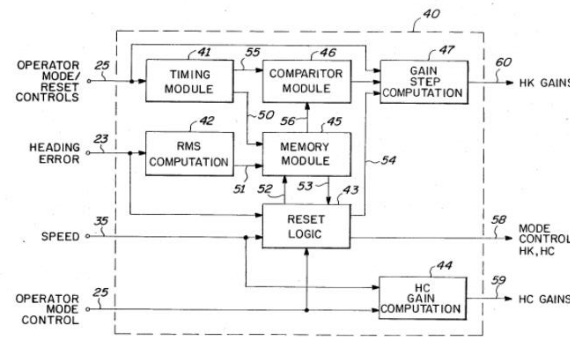 40
OPERATOR
MODE/
RESET
CONTROLS
25
41
TIMING
MODULE
55
46
COMPARITOR
MODULE
47
GAIN
STEP
COMPUTATION
60
HK GAINS
50
56
HEADING
ERROR
23
42
RMS
COMPUTATION
51
45
MEMORY
MODULE
54
52
53
43
RESET
LOGIC
SPEED
35
58
MODE
CONTROL
HK, HC
44
HC
GAIN
COMPUTATION
59
HC GAINS
OPERATOR
MODE
CONTROL
25